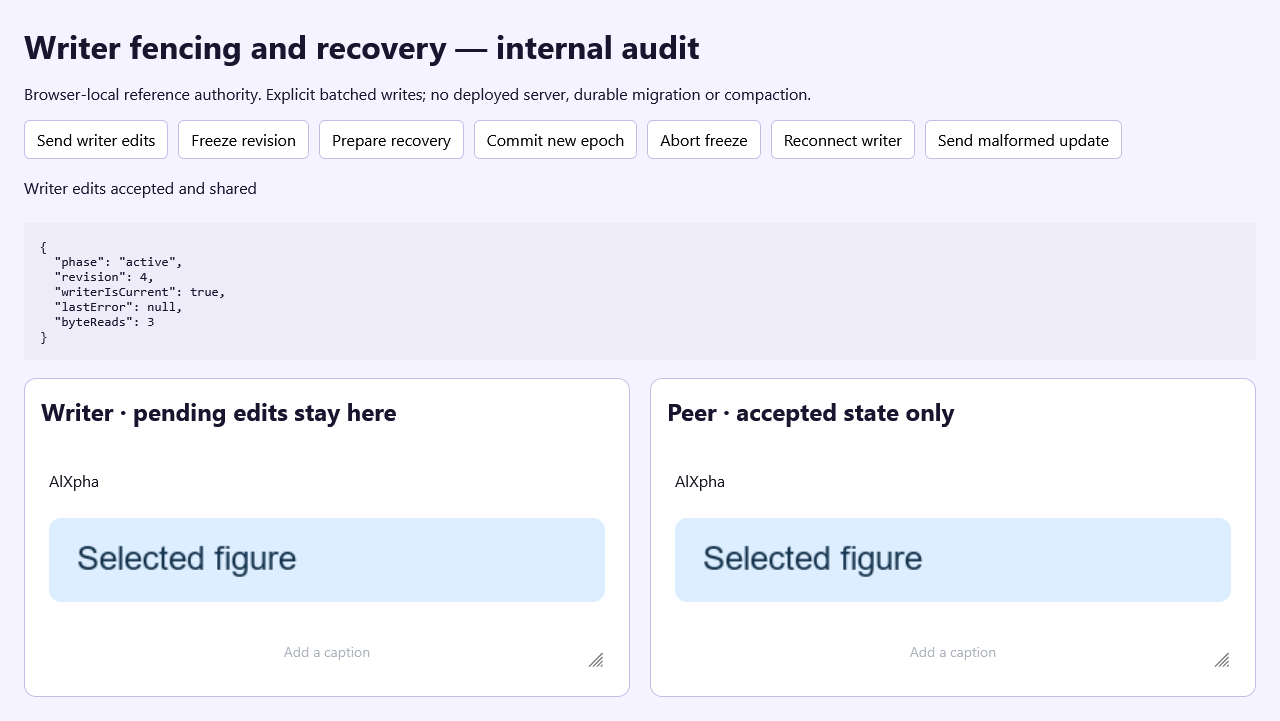 Writer fencing and recovery — internal audit
Browser-local reference authority. Explicit batched writes; no deployed server, durable migration or compaction.
Send writer edits
Freeze revision
Prepare recovery
Commit new epoch
Abort freeze
Reconnect writer
Send malformed update
Writer edits accepted and shared
{
  "phase": "active",
  "revision": 4,
  "writerIsCurrent": true,
  "lastError": null,
  "byteReads": 3
}
Writer · pending edits stay here
AlXpha
Selected figure
Add a caption
Peer · accepted state only
AlXpha
Selected figure
Add a caption